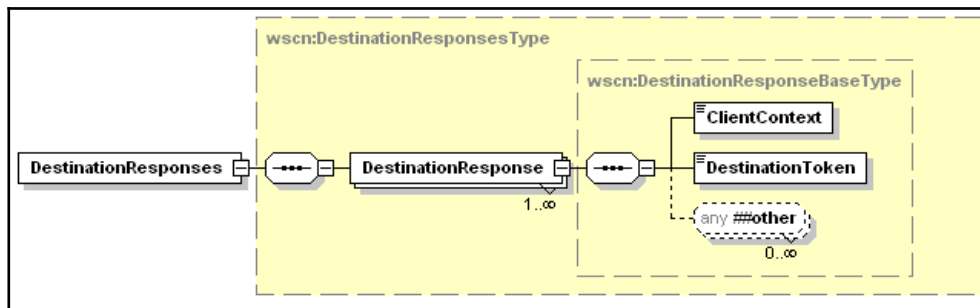 wscn:DestinationResponsesType
wscn:DestinationResponseBaseType
ClientContext
DestinationResponses
DestinationResponse
DestinationToken
1..∞
any ##other
0..∞